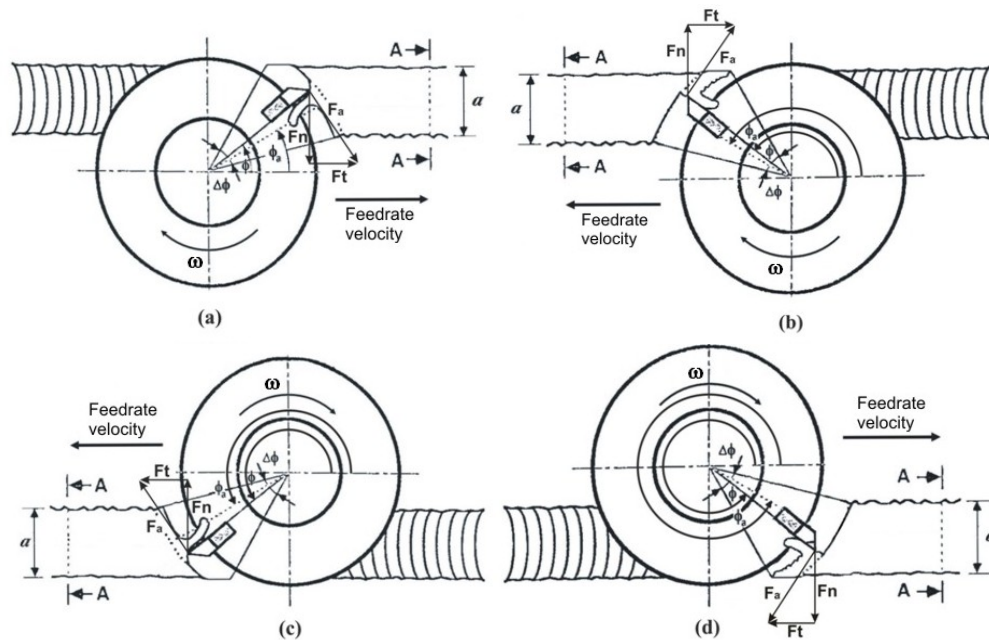 A
A
a
Fa
Fn
Ft
ϕa
ϕ
Δϕ
Feedrate
velocity
ω
(a)
Ft
Fn
Fa
A
A
a
ϕa
ϕ
Δϕ
Feedrate
velocity
ω
(b)
ω
Feedrate
velocity
Ft
A
A
Δϕ
ϕa
ϕ
Fn
Fa
a
(c)
ω
Feedrate
velocity
Δϕ
A
A
ϕ
ϕa
Fa
Fn
Ft
(d)